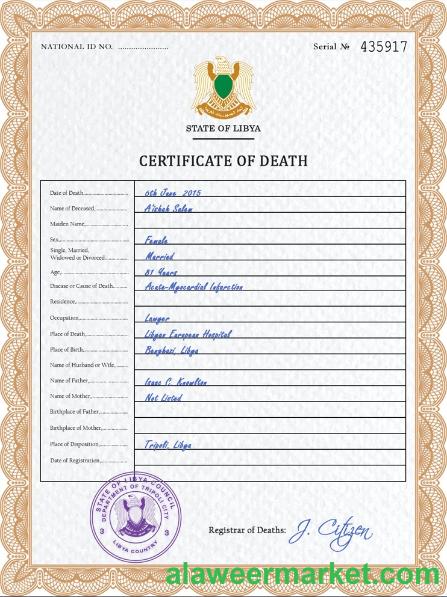 NATIONAL ID NO. ........................ Serial № 435917
STATE OF LIBYA
CERTIFICATE OF DEATH
Date of Death 6th June 2015
Name of Deceased A'ishah Salem
Maiden Name
Sex Female
Single, Married,
Widowed or Divorced Married
Age 81 Years
Disease or Cause of Death Acute-Myocardial Infarction
Residence
Occupation Lawyer
Place of Death Libyan European Hospital
Place of Birth Benghazi, Libya
Name of Husband or Wife
Name of Father Isaac C. Knowlton
Name of Mother Not Listed
Birthplace of Father
Birthplace of Mother
Place of Disposition Tripoli, Libya
Date of Registration
STATE OF LIBYA COUNCIL
DEPARTMENT OF TRIPOLI CITY
LIBYA COUNTRY
Registrar of Deaths: J. Citizen
alaweermarket.com